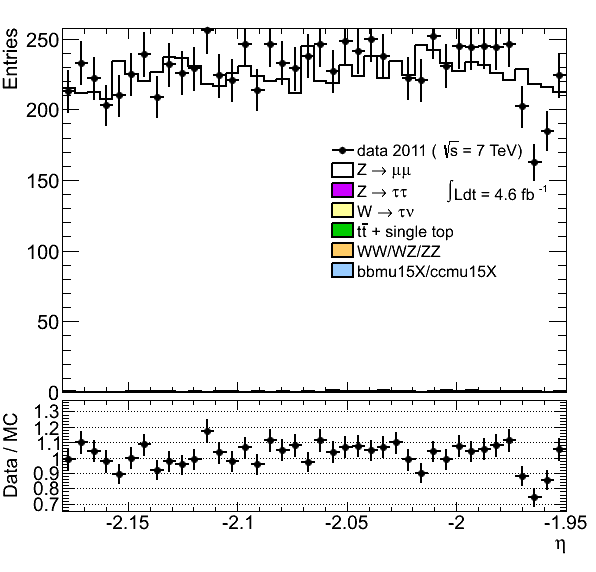 Entries
250
200
150
100
50
0
data 2011 ( √s = 7 TeV)
Z → μμ
Z → ττ
∫Ldt = 4.6 fb⁻¹
W → τν
tt̅ + single top
WW/WZ/ZZ
bbmu15X/ccmu15X
Data / MC
1.3
1.2
1.1
1
0.9
0.8
0.7
-2.15
-2.1
-2.05
-2
-1.95
η